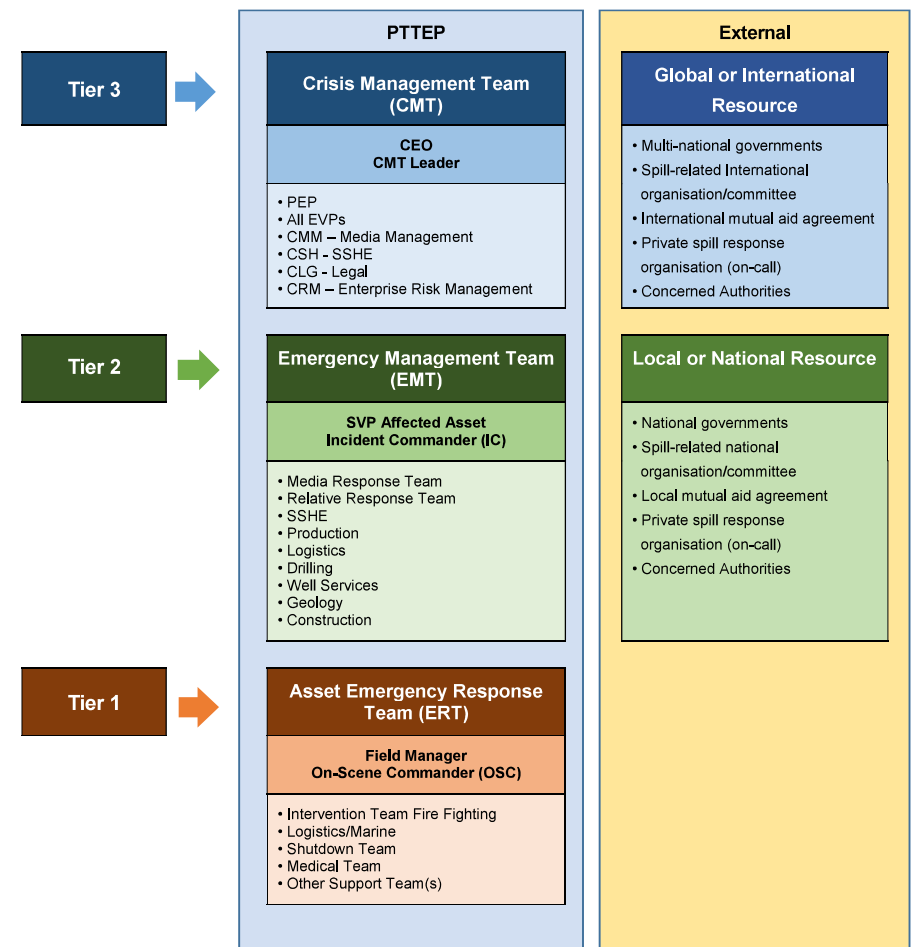 PTTEP
External
Tier 3
Crisis Management Team
(CMT)
CEO
CMT Leader
• PEP
• All EVPs
• CMM – Media Management
• CSH - SSHE
• CLG - Legal
• CRM – Enterprise Risk Management
Global or International
Resource
• Multi-national governments
• Spill-related International
organisation/committee
• International mutual aid agreement
• Private spill response
organisation (on-call)
• Concerned Authorities
Tier 2
Emergency Management Team
(EMT)
SVP Affected Asset
Incident Commander (IC)
• Media Response Team
• Relative Response Team
• SSHE
• Production
• Logistics
• Drilling
• Well Services
• Geology
• Construction
Local or National Resource
• National governments
• Spill-related national
organisation/committee
• Local mutual aid agreement
• Private spill response
organisation (on-call)
• Concerned Authorities
Tier 1
Asset Emergency Response
Team (ERT)
Field Manager
On-Scene Commander (OSC)
• Intervention Team Fire Fighting
• Logistics/Marine
• Shutdown Team
• Medical Team
• Other Support Team(s)